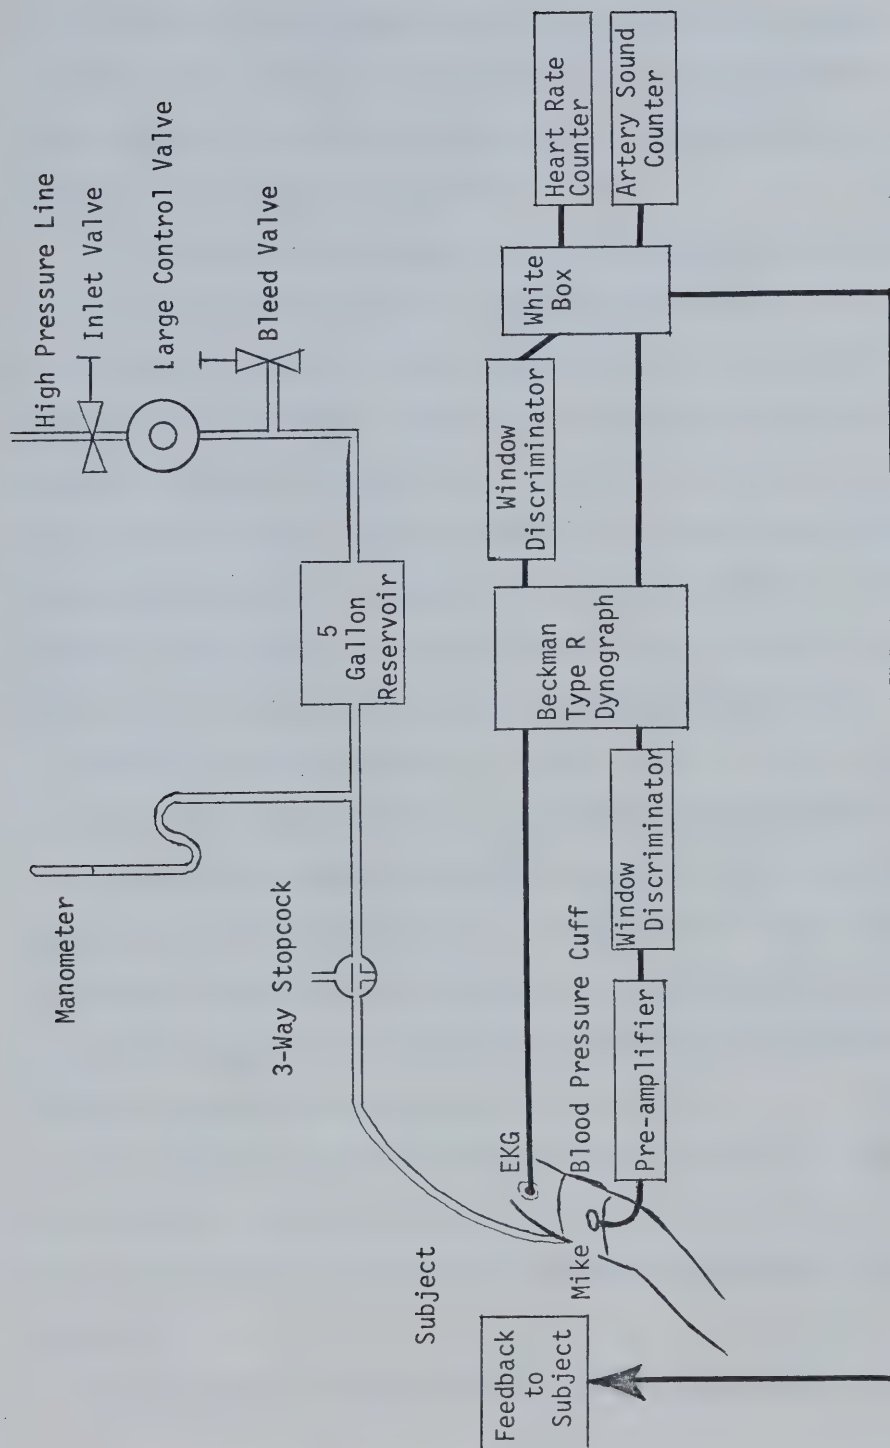 High Pressure Line
Inlet Valve
Large Control Valve
Bleed Valve
Manometer
5
Gallon
Reservoir
3-Way Stopcock
Subject
EKG
Mike
Blood Pressure Cuff
Pre-amplifier
Window
Discriminator
Beckman
Type R
Dynograph
Window
Discriminator
White
Box
Heart Rate
Counter
Artery Sound
Counter
Feedback
to
Subject